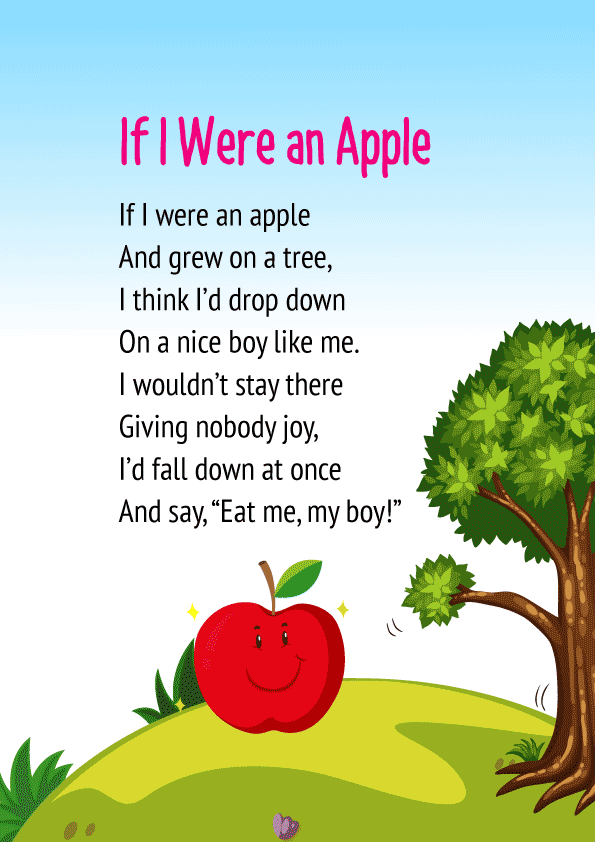 If I Were an Apple
If I were an apple
And grew on a tree,
I think I’d drop down
On a nice boy like me.
I wouldn’t stay there
Giving nobody joy,
I’d fall down at once
And say, “Eat me, my boy!”